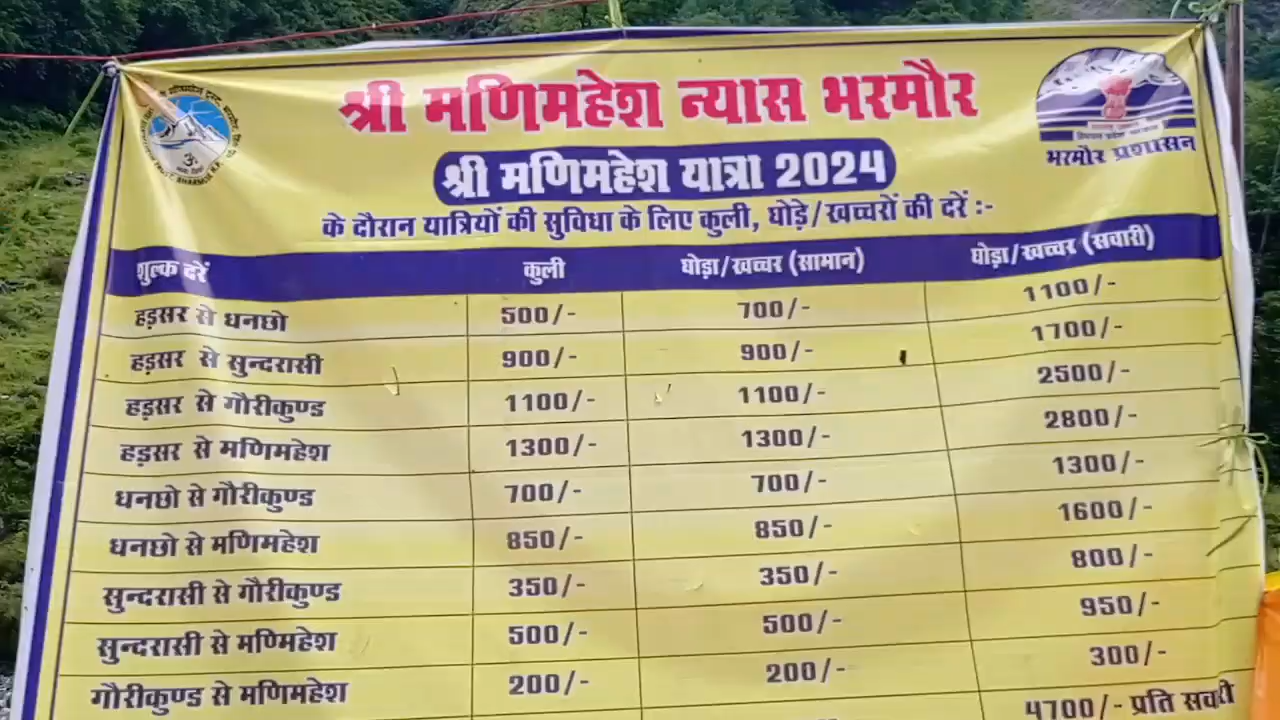 श्री मणिमहेश न्यास भरमौर
भरमौर प्रशासन
श्री मणिमहेश यात्रा 2024
के दौरान यात्रियों की सुविधा के लिए कुली, घोड़े/खच्चरों की दरें :-
शुल्क दरें कुली घोड़ा/खच्चर (सामान) घोड़ा/खच्चर (सवारी)
हड़सर से धनछो 500/- 700/- 1100/-
हड़सर से सुन्दरासी 900/- 900/- 1700/-
हड़सर से गौरीकुण्ड 1100/- 1100/- 2500/-
हड़सर से मणिमहेश 1300/- 1300/- 2800/-
धनछो से गौरीकुण्ड 700/- 700/- 1300/-
धनछो से मणिमहेश 850/- 850/- 1600/-
सुन्दरासी से गौरीकुण्ड 350/- 350/- 800/-
सुन्दरासी से मणिमहेश 500/- 500/- 950/-
गौरीकुण्ड से मणिमहेश 200/- 200/- 300/-
4700/- प्रति सवारी